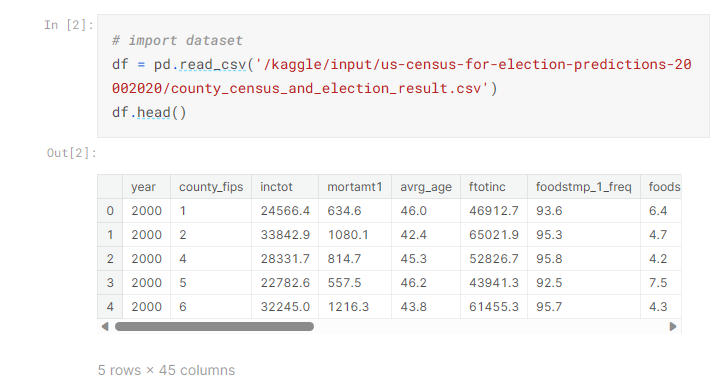 In [2]:
# import dataset
df = pd.read_csv('/kaggle/input/us-census-for-election-predictions-20
002020/county_census_and_election_result.csv')
df.head()
Out[2]:
year county_fips inctot mortamt1 avrg_age ftotinc foodstmp_1_freq foods
0 2000 1 24566.4 634.6 46.0 46912.7 93.6 6.4
1 2000 2 33842.9 1080.1 42.4 65021.9 95.3 4.7
2 2000 4 28331.7 814.7 45.3 52826.7 95.8 4.2
3 2000 5 22782.6 557.5 46.2 43941.3 92.5 7.5
4 2000 6 32245.0 1216.3 43.8 61455.3 95.7 4.3
5 rows × 45 columns